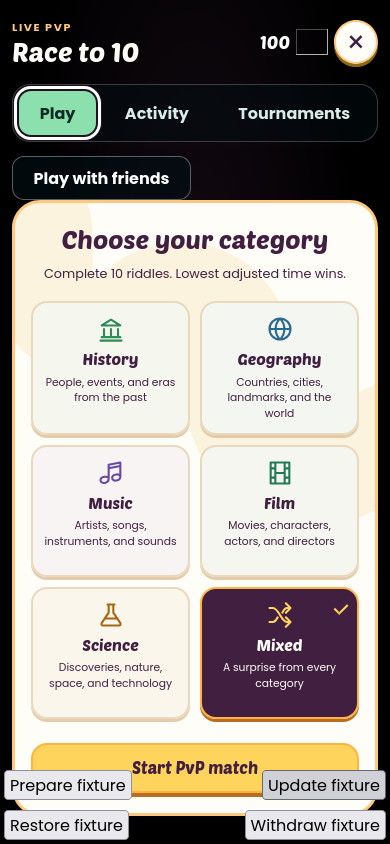 LIVE PVP
Race to 10
100
Play
Activity
Tournaments
Play with friends
Choose your category
Complete 10 riddles. Lowest adjusted time wins.
History
People, events, and eras
from the past
Geography
Countries, cities,
landmarks, and the
world
Music
Artists, songs,
instruments, and sounds
Film
Movies, characters,
actors, and directors
Science
Discoveries, nature,
space, and technology
Mixed
A surprise from every
category
Start PvP match
Prepare fixture
Update fixture
Restore fixture
Withdraw fixture